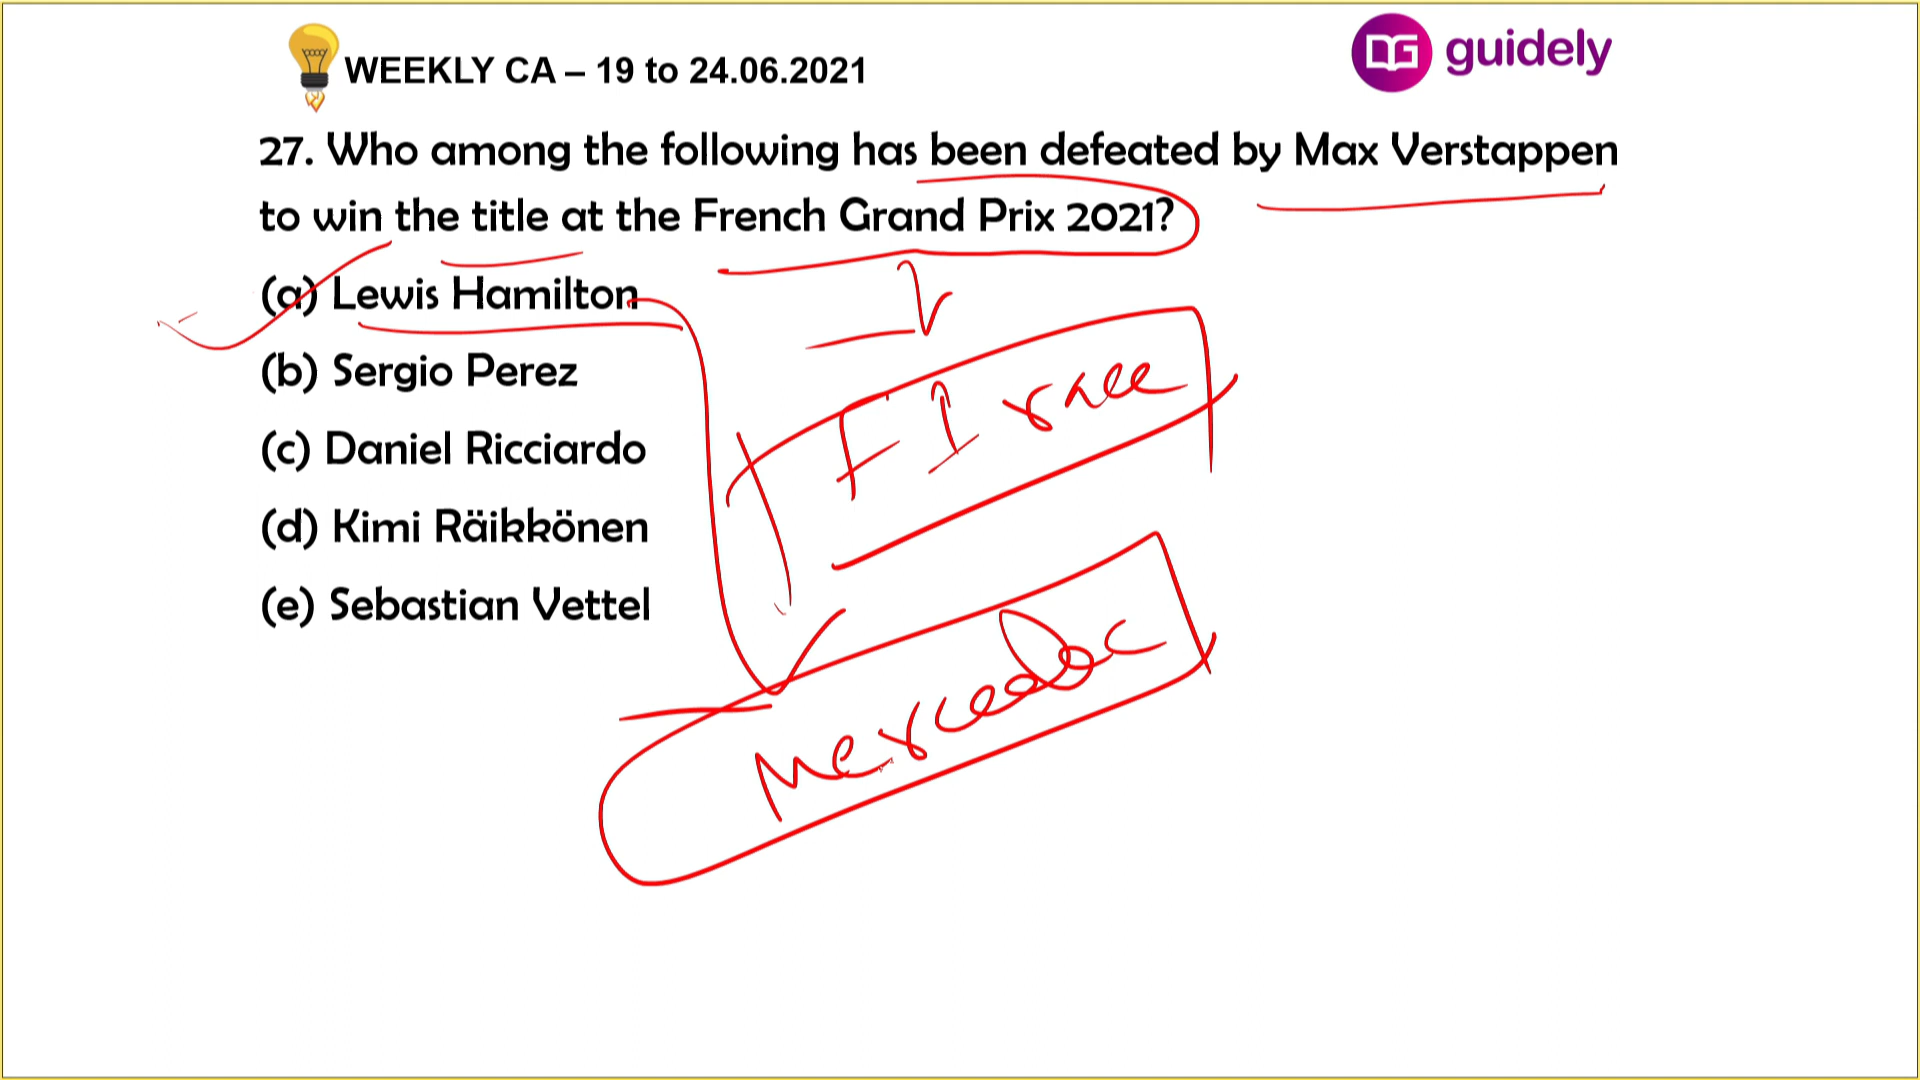 guidely
WEEKLY CA – 19 to 24.06.2021
27. Who among the following has been defeated by Max Verstappen
to win the title at the French Grand Prix 2021?
(a) Lewis Hamilton
(b) Sergio Perez
(c) Daniel Ricciardo
(d) Kimi Räikkönen
(e) Sebastian Vettel
F1 race